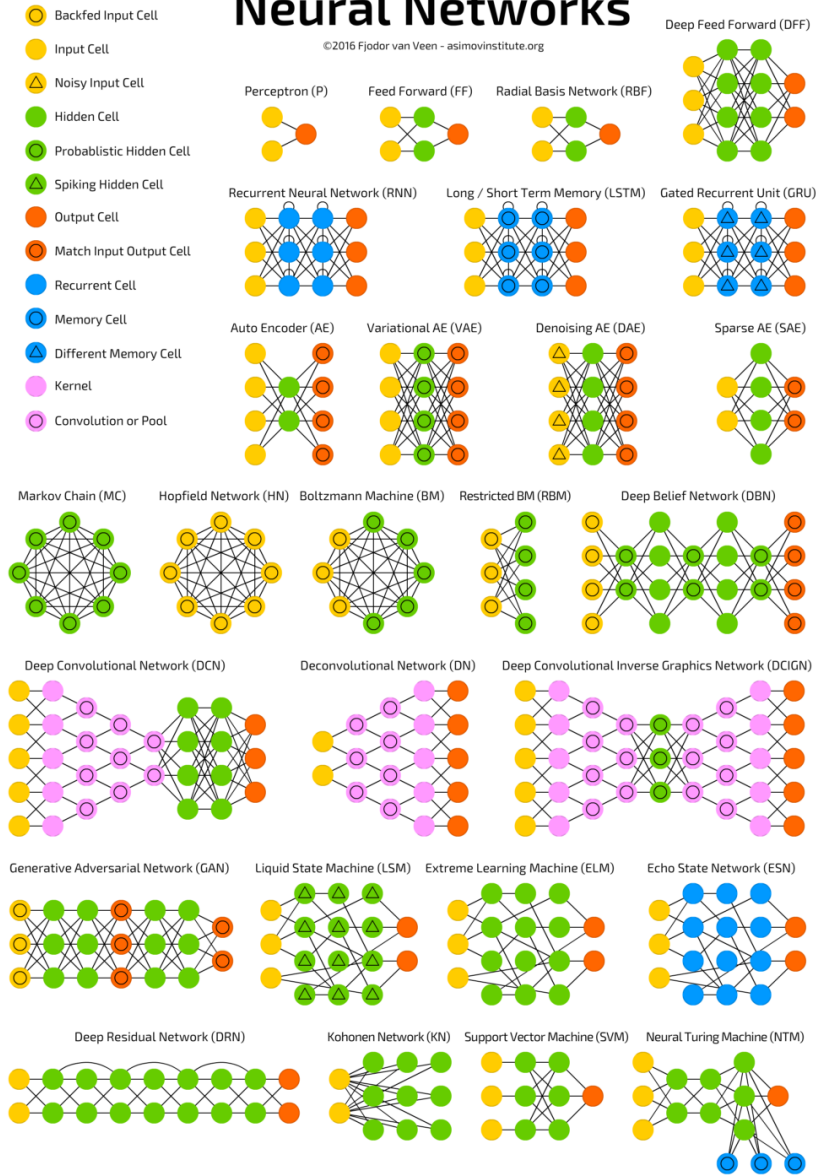 Neural Networks
©2016 Fjodor van Veen - asimovinstitute.org
Backfed Input Cell
Input Cell
Noisy Input Cell
Hidden Cell
Probablistic Hidden Cell
Spiking Hidden Cell
Output Cell
Match Input Output Cell
Recurrent Cell
Memory Cell
Different Memory Cell
Kernel
Convolution or Pool
Deep Feed Forward (DFF)
Perceptron (P)
Feed Forward (FF)
Radial Basis Network (RBF)
Recurrent Neural Network (RNN)
Long / Short Term Memory (LSTM)
Gated Recurrent Unit (GRU)
Auto Encoder (AE)
Variational AE (VAE)
Denoising AE (DAE)
Sparse AE (SAE)
Markov Chain (MC)
Hopfield Network (HN)
Boltzmann Machine (BM)
Restricted BM (RBM)
Deep Belief Network (DBN)
Deep Convolutional Network (DCN)
Deconvolutional Network (DN)
Deep Convolutional Inverse Graphics Network (DCIGN)
Generative Adversarial Network (GAN)
Liquid State Machine (LSM)
Extreme Learning Machine (ELM)
Echo State Network (ESN)
Deep Residual Network (DRN)
Kohonen Network (KN)
Support Vector Machine (SVM)
Neural Turing Machine (NTM)